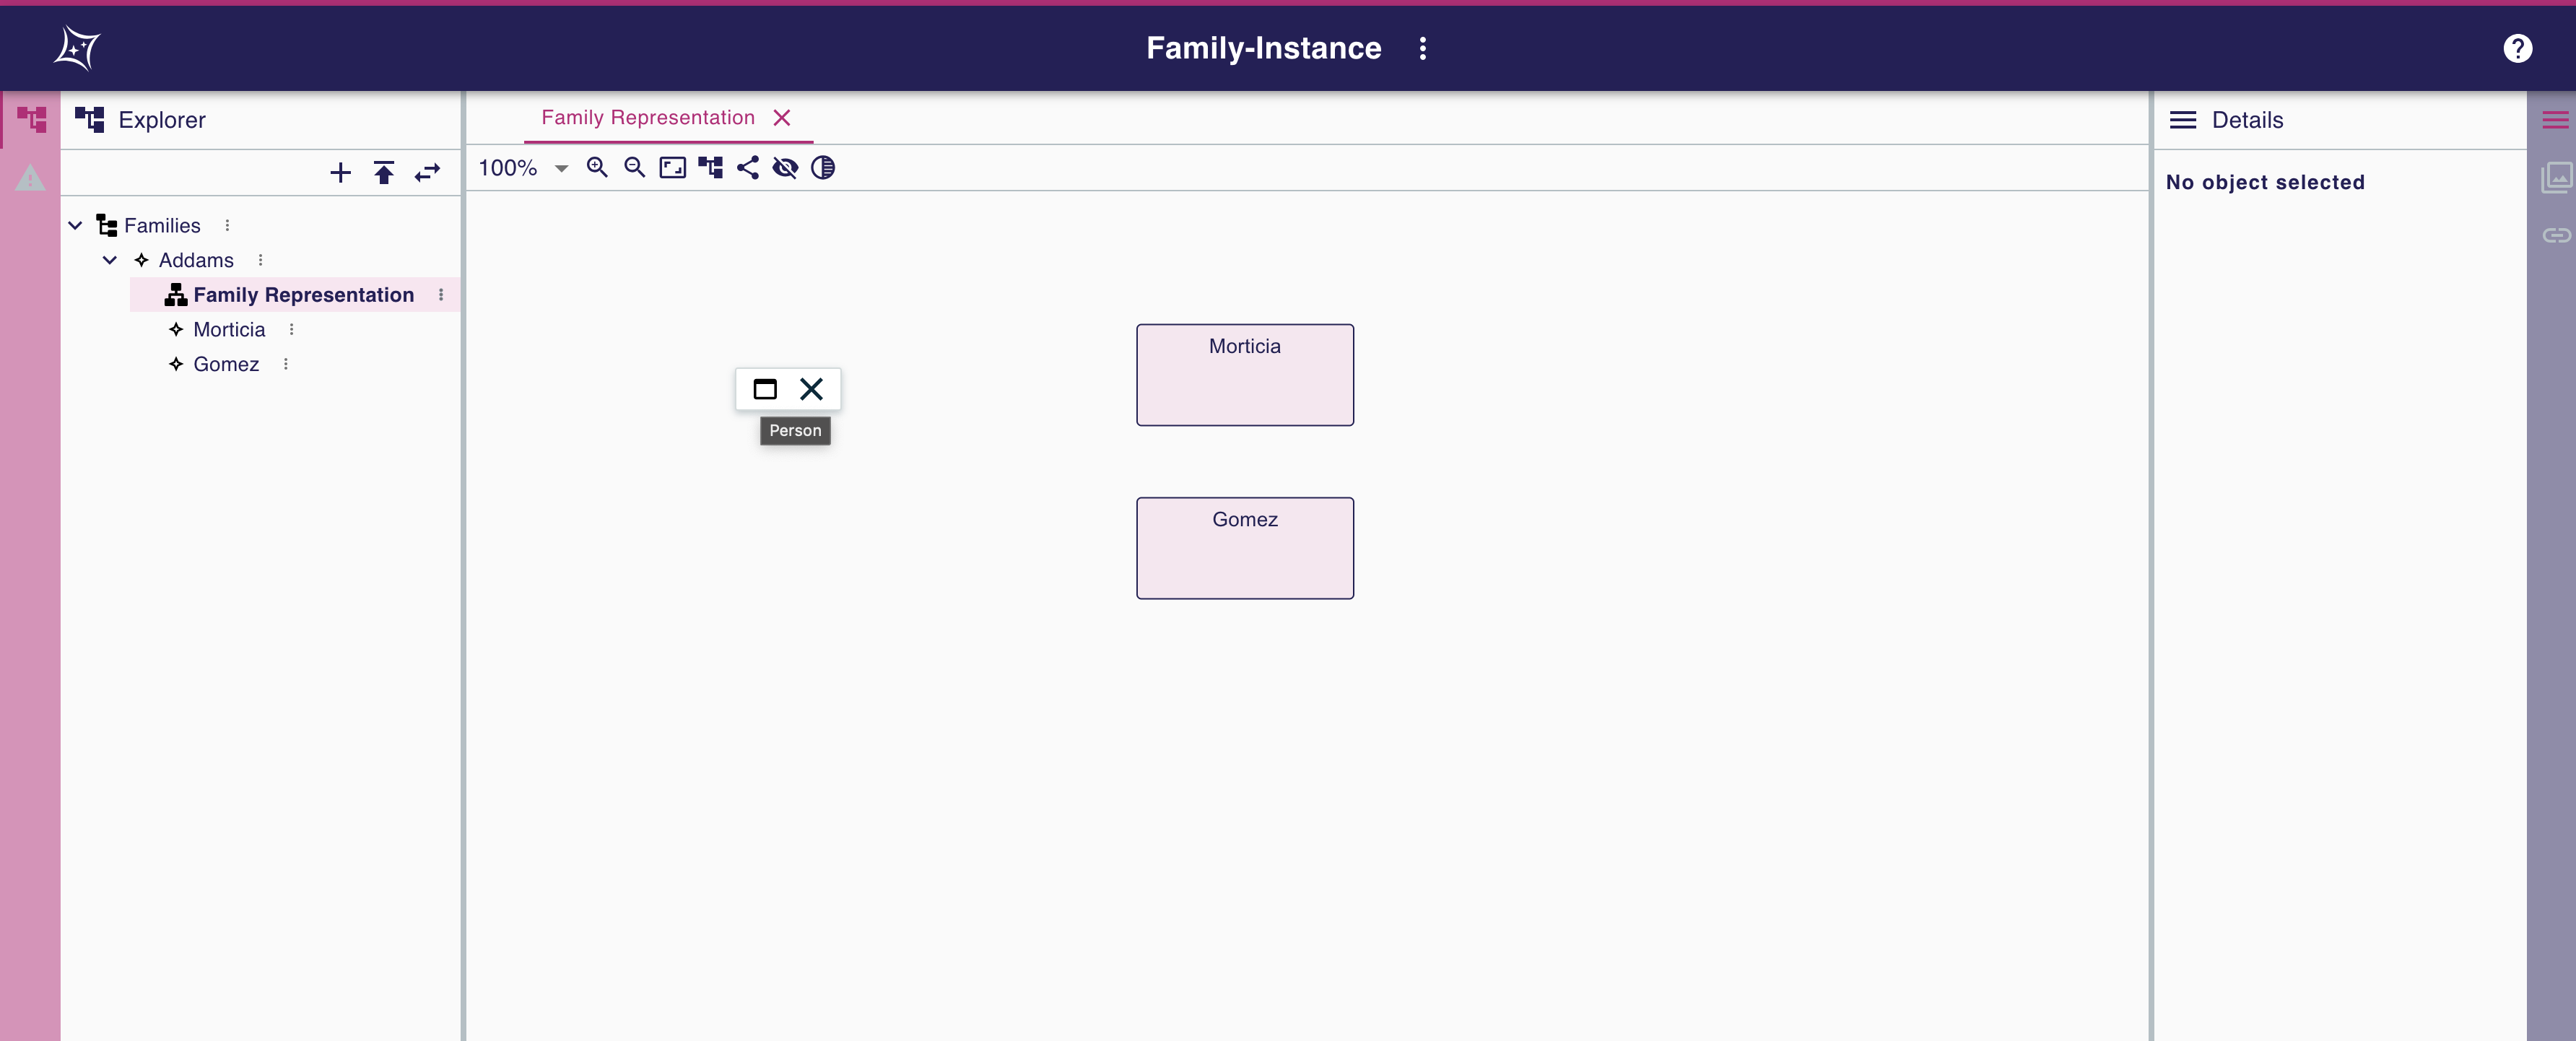 Family-Instance
Explorer
Family Representation
Details
100%
No object selected
Families
Addams
Family Representation
Morticia
Gomez
Morticia
Person
Gomez